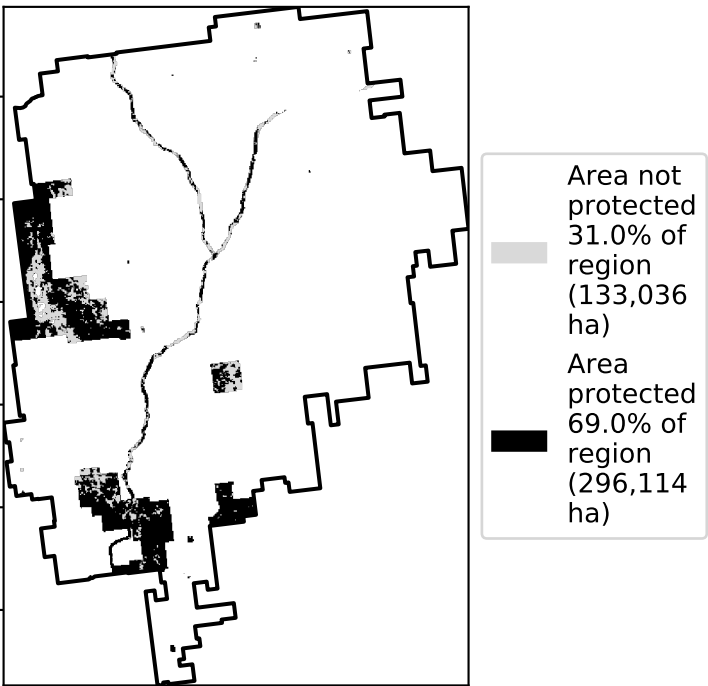 Area not
protected
31.0% of
region
(133,036
ha)
Area
protected
69.0% of
region
(296,114
ha)